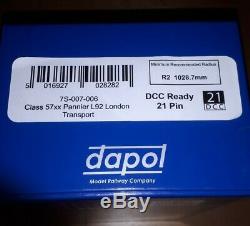 Minimum Recommended Radius
R2 1028.7mm
5 016927 028282
7S-007-006
Class 57xx Pannier L92 London
Transport
DCC Ready
21 Pin
21
DCC
dapol
Model Railway Company